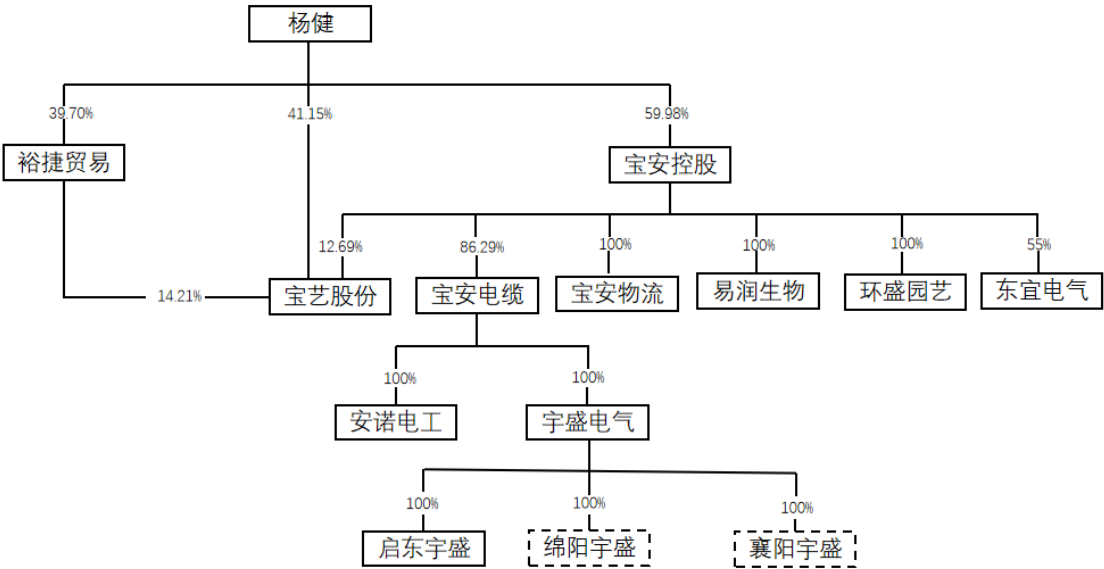 杨健
39.70%
41.15%
59.98%
裕捷贸易
宝安控股
12.69%
86.29%
100%
100%
100%
55%
14.21%
宝艺股份
宝安电缆
宝安物流
易润生物
环盛园艺
东宜电气
100%
100%
安诺电工
宇盛电气
100%
100%
100%
启东宇盛
绵阳宇盛
襄阳宇盛